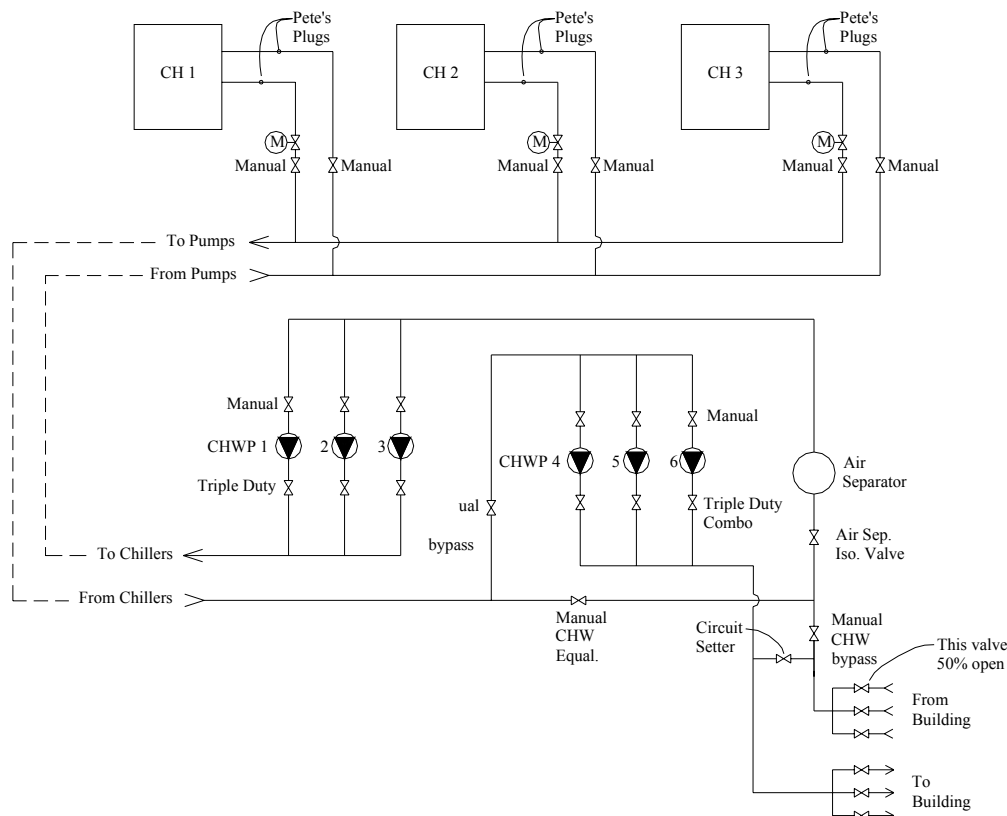 Pete's
Plugs
Pete's
Plugs
Pete's
Plugs
CH 1
CH 2
CH 3
M
M
M
Manual
Manual
Manual
Manual
Manual
Manual
To Pumps
From Pumps
Manual
CHWP 1
2
3
Triple Duty
Manual
CHWP 4
5
6
Triple Duty
Combo
ual
bypass
Air
Separator
Air Sep.
Iso. Valve
To Chillers
From Chillers
Manual
CHW
Equal.
Circuit
Setter
Manual
CHW
bypass
This valve
50% open
From
Building
To
Building